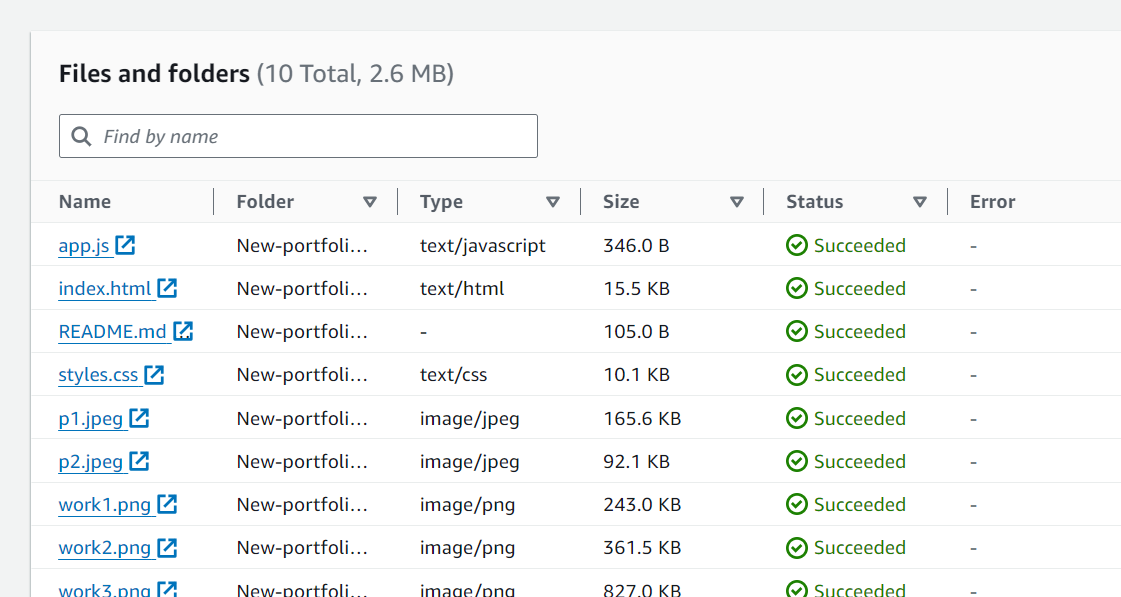 Files and folders (10 Total, 2.6 MB)
Find by name
Name Folder Type Size Status Error
app.js New-portfoli... text/javascript 346.0 B Succeeded -
index.html New-portfoli... text/html 15.5 KB Succeeded -
README.md New-portfoli... - 105.0 B Succeeded -
styles.css New-portfoli... text/css 10.1 KB Succeeded -
p1.jpeg New-portfoli... image/jpeg 165.6 KB Succeeded -
p2.jpeg New-portfoli... image/jpeg 92.1 KB Succeeded -
work1.png New-portfoli... image/png 243.0 KB Succeeded -
work2.png New-portfoli... image/png 361.5 KB Succeeded -
work3.png New-portfoli... image/png 827.0 KB Succeeded -